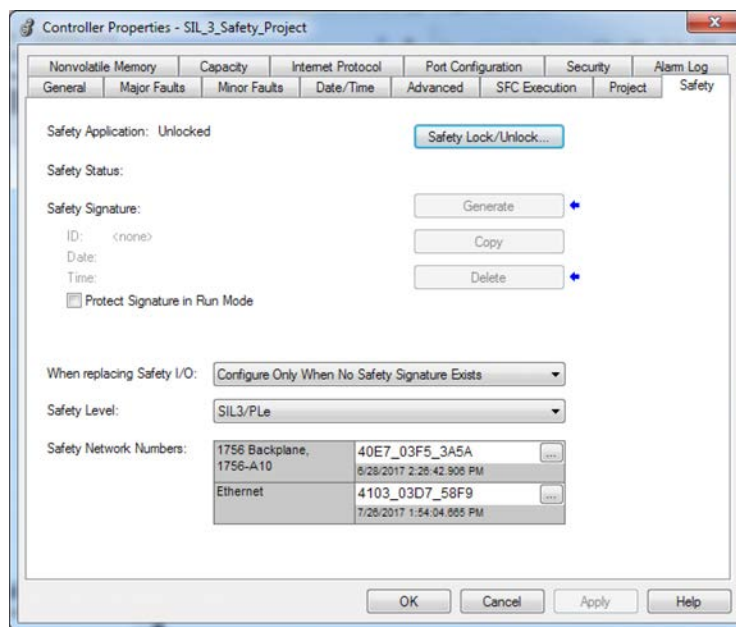 Controller Properties - SIL_3_Safety_Project
Nonvolatile Memory Capacity Internet Protocol Port Configuration Security Alarm Log
General Major Faults Minor Faults Date/Time Advanced SFC Execution Project Safety
Safety Application: Unlocked Safety Lock/Unlock...
Safety Status:
Safety Signature: Generate
ID: <none> Copy
Date:
Time: Delete
Protect Signature in Run Mode
When replacing Safety I/O: Configure Only When No Safety Signature Exists
Safety Level: SIL3/PLe
Safety Network Numbers: 1756 Backplane, 40E7_03F5_3A5A ...
1756-A10 6/28/2017 2:26:42.906 PM
Ethernet 4103_03D7_58F9 ...
7/26/2017 1:54:04.665 PM
OK Cancel Apply Help